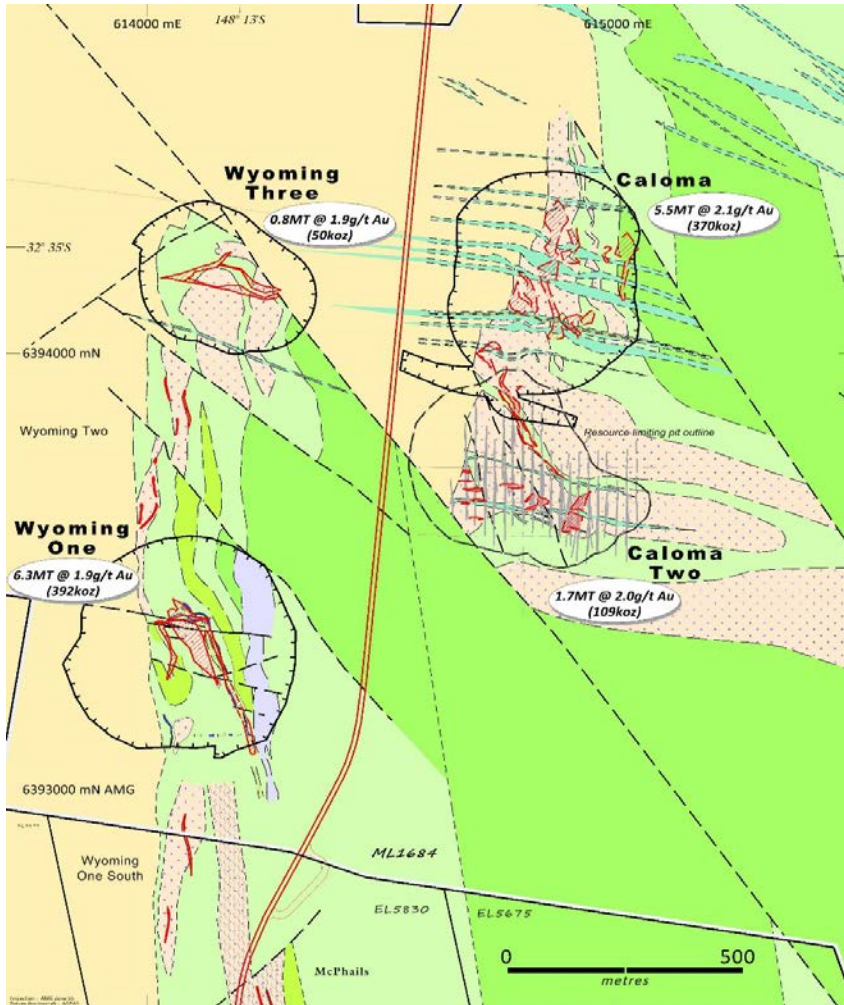 614000 mE
148° 13'S
615000 mE
Wyoming
Three
0.8MT @ 1.9g/t Au
(50koz)
Caloma
5.5MT @ 2.1g/t Au
(370koz)
32° 35'S
6394000 mN
Wyoming Two
Resource limiting pit outline
Wyoming
One
6.3MT @ 1.9g/t Au
(392koz)
Caloma
Two
1.7MT @ 2.0g/t Au
(109koz)
6393000 mN AMG
Wyoming
One South
ML1684
EL5830
EL5675
McPhails
0
500
metres